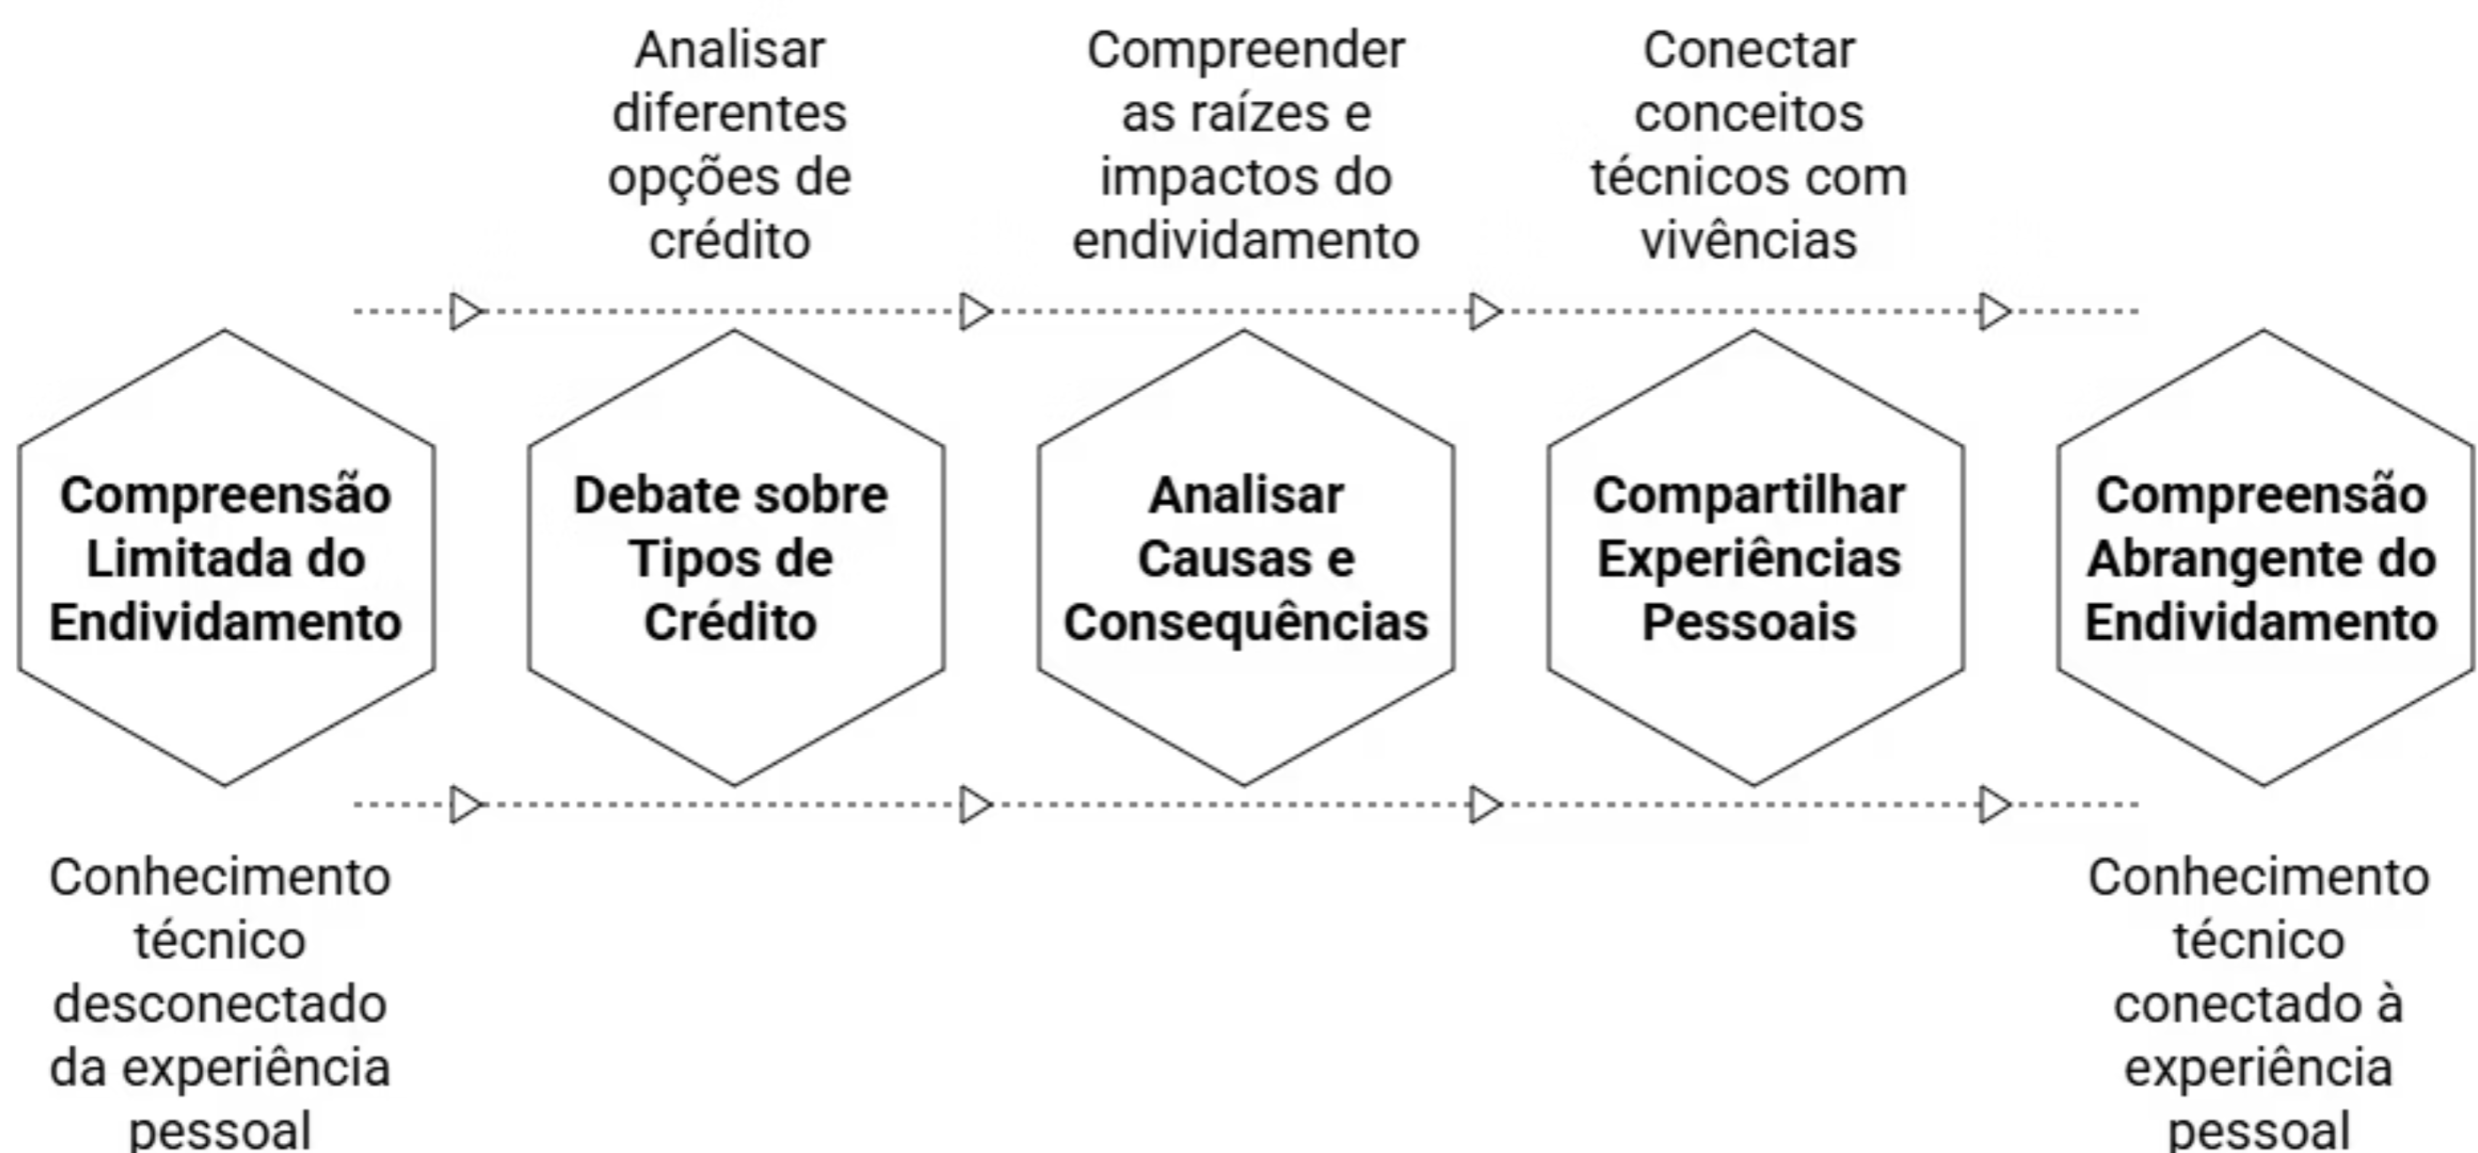 Analisar
diferentes
opções de
crédito
Compreender
as raízes e
impactos do
endividamento
Conectar
conceitos
técnicos com
vivências
Compreensão
Limitada do
Endividamento
Debate sobre
Tipos de
Crédito
Analisar
Causas e
Consequências
Compartilhar
Experiências
Pessoais
Compreensão
Abrangente do
Endividamento
Conhecimento
técnico
desconectado
da experiência
pessoal
Conhecimento
técnico
conectado à
experiência
pessoal